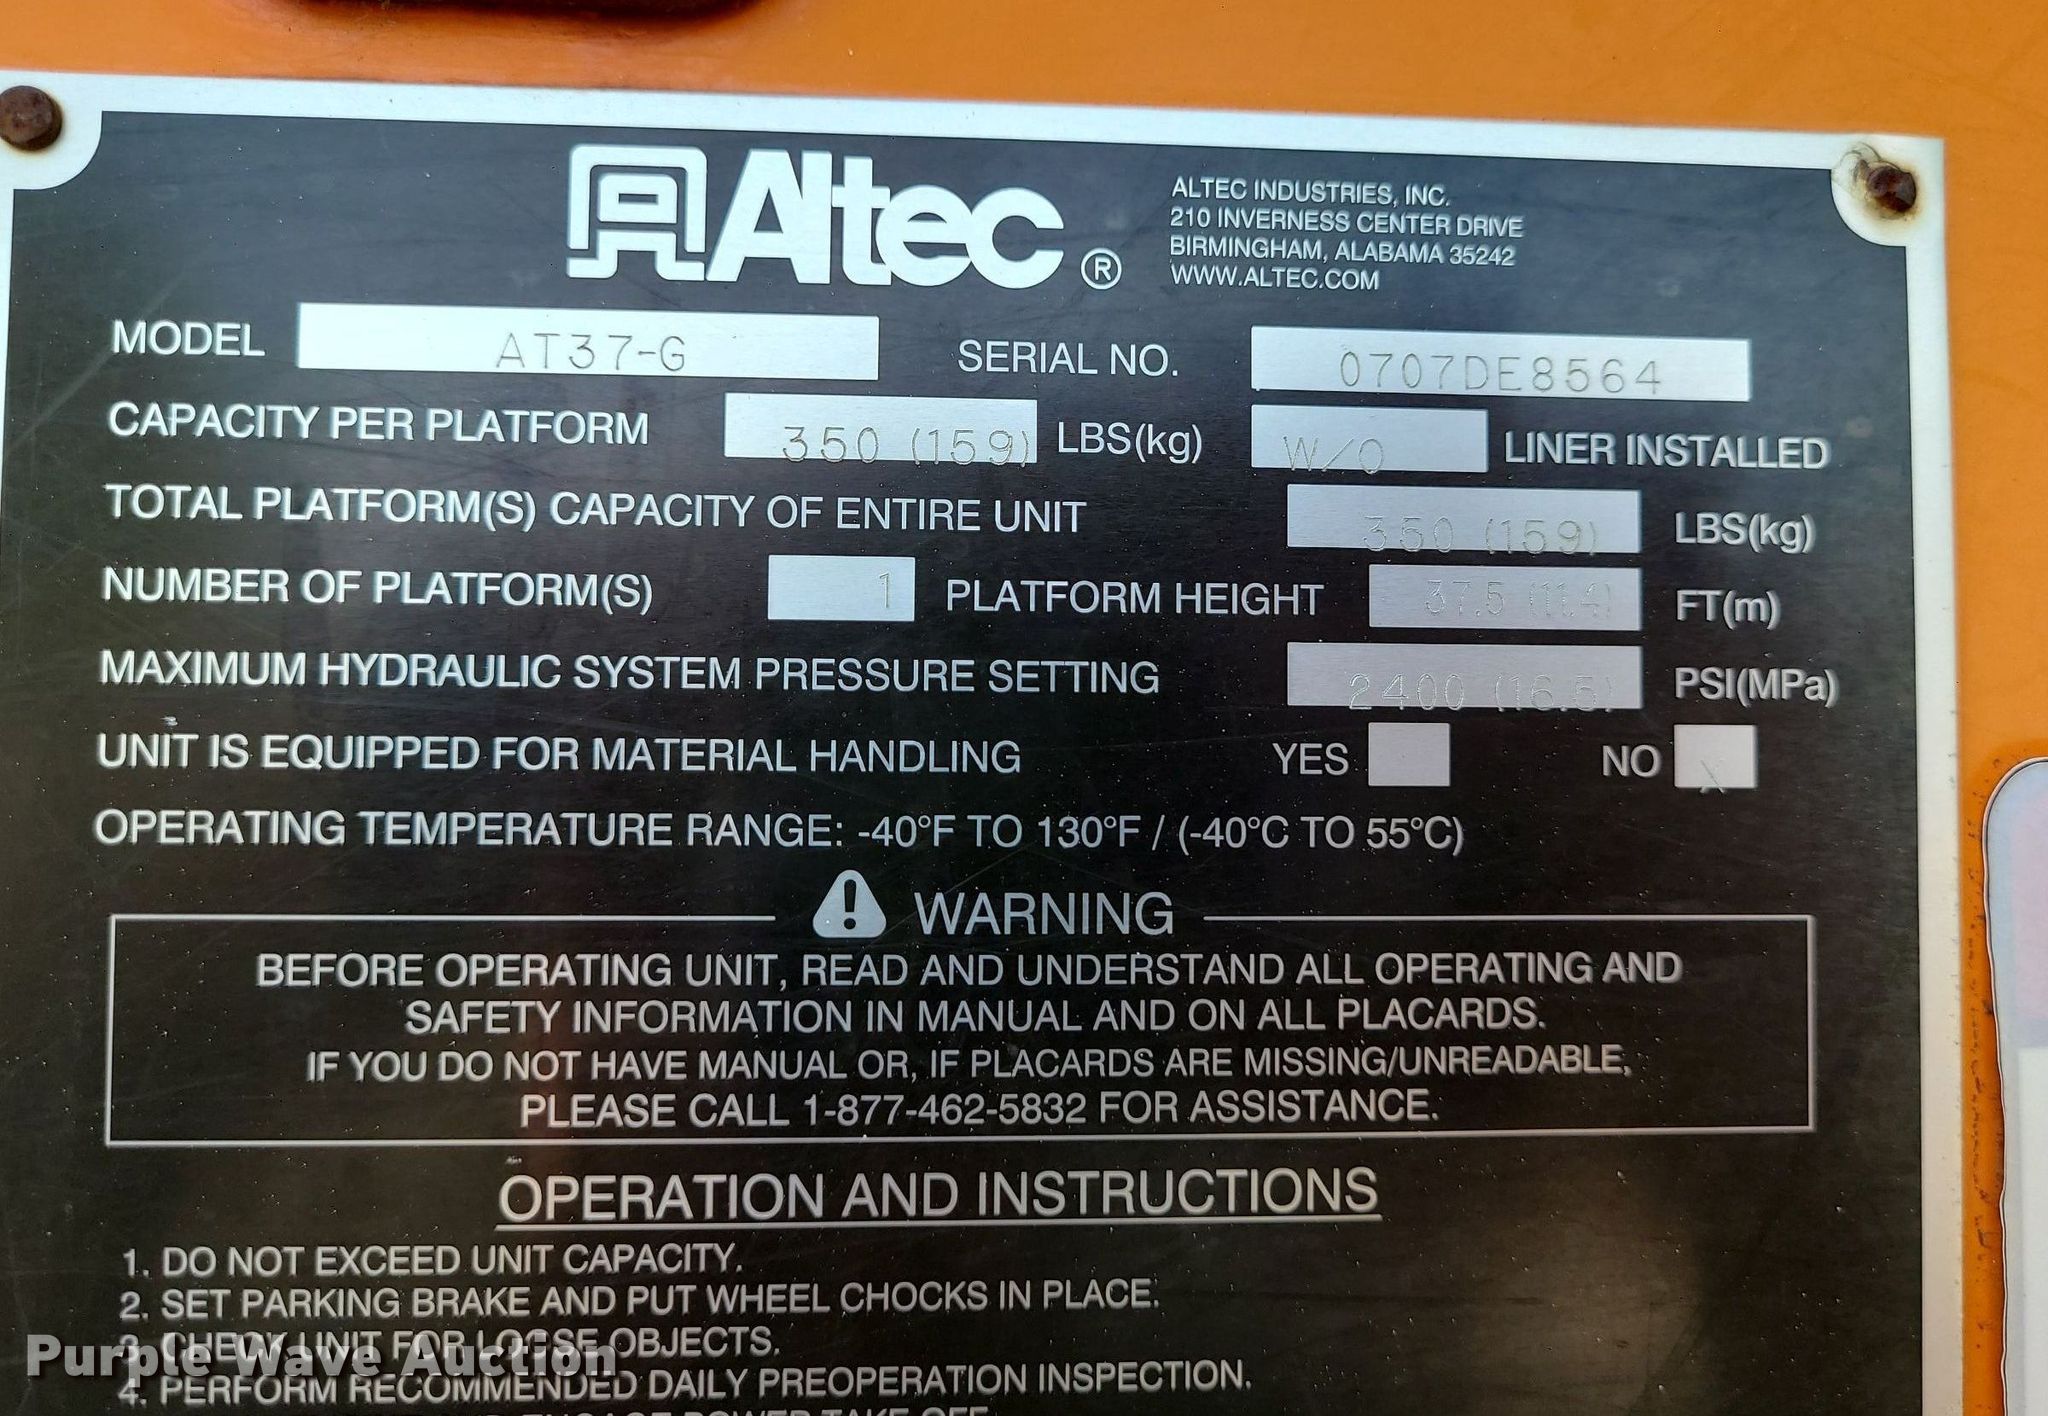 Altec ®
ALTEC INDUSTRIES, INC.
210 INVERNESS CENTER DRIVE
BIRMINGHAM, ALABAMA 35242
WWW.ALTEC.COM
MODEL AT37-G SERIAL NO. 0707DE8564
CAPACITY PER PLATFORM 350 (159) LBS(kg) W/O LINER INSTALLED
TOTAL PLATFORM(S) CAPACITY OF ENTIRE UNIT 350 (159) LBS(kg)
NUMBER OF PLATFORM(S) 1 PLATFORM HEIGHT 37.5 (11.4) FT(m)
MAXIMUM HYDRAULIC SYSTEM PRESSURE SETTING 2400 (16.5) PSI(MPa)
UNIT IS EQUIPPED FOR MATERIAL HANDLING YES NO X
OPERATING TEMPERATURE RANGE: -40°F TO 130°F / (-40°C TO 55°C)
WARNING
BEFORE OPERATING UNIT, READ AND UNDERSTAND ALL OPERATING AND
SAFETY INFORMATION IN MANUAL AND ON ALL PLACARDS.
IF YOU DO NOT HAVE MANUAL OR, IF PLACARDS ARE MISSING/UNREADABLE,
PLEASE CALL 1-877-462-5832 FOR ASSISTANCE.
OPERATION AND INSTRUCTIONS
1. DO NOT EXCEED UNIT CAPACITY.
2. SET PARKING BRAKE AND PUT WHEEL CHOCKS IN PLACE.
3. CHECK UNIT FOR LOOSE OBJECTS.
4. PERFORM RECOMMENDED DAILY PREOPERATION INSPECTION.
ENGAGE POWER TAKE-OFF
Purple Wave Auction